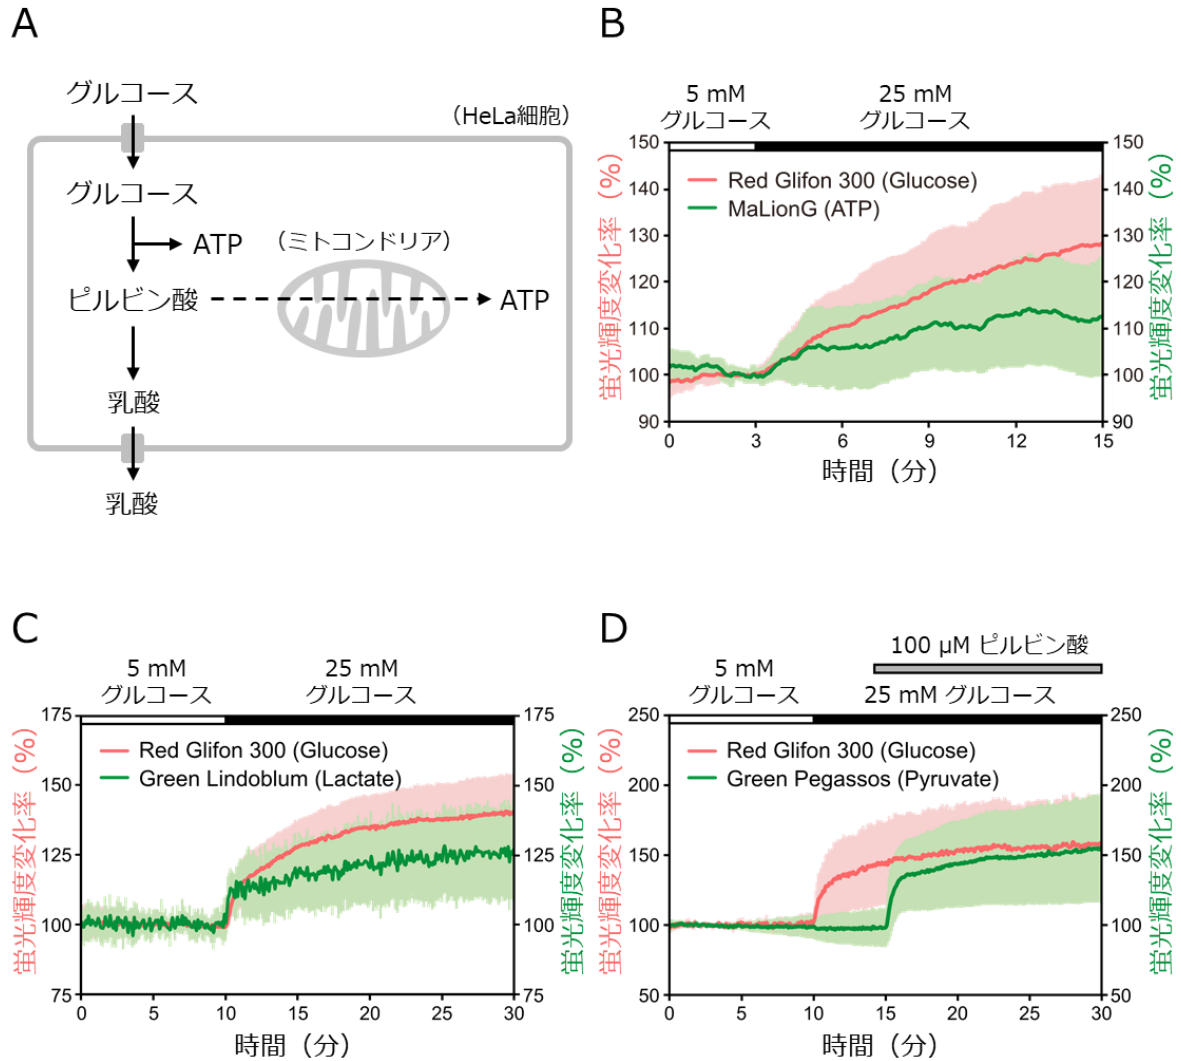 A
グルコース
（HeLa細胞）
グルコース
ATP
（ミトコンドリア）
ピルビン酸
ATP
乳酸
乳酸
B
5 mM
グルコース
25 mM
グルコース
150
140
130
120
110
100
90
150
140
130
120
110
100
90
Red Glifon 300 (Glucose)
MaLionG (ATP)
蛍光輝度変化率（%）
蛍光輝度変化率（%）
0
3
6
9
12
15
時間（分）
C
5 mM
グルコース
25 mM
グルコース
175
150
125
100
75
175
150
125
100
75
Red Glifon 300 (Glucose)
Green Lindoblum (Lactate)
蛍光輝度変化率（%）
蛍光輝度変化率（%）
0
5
10
15
20
25
30
時間（分）
D
100 µM ピルビン酸
5 mM
グルコース
25 mM グルコース
250
200
150
100
50
250
200
150
100
50
Red Glifon 300 (Glucose)
Green Pegassos (Pyruvate)
蛍光輝度変化率（%）
蛍光輝度変化率（%）
0
5
10
15
20
25
30
時間（分）